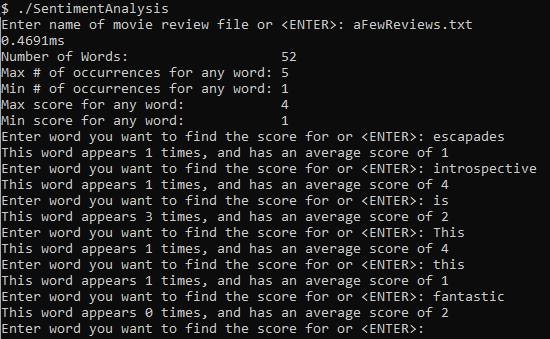 $ ./SentimentAnalysis
Enter name of movie review file or <ENTER>: aFewReviews.txt
0.4691ms
Number of Words: 52
Max # of occurrences for any word: 5
Min # of occurrences for any word: 1
Max score for any word: 4
Min score for any word: 1
Enter word you want to find the score for or <ENTER>: escapades
This word appears 1 times, and has an average score of 1
Enter word you want to find the score for or <ENTER>: introspective
This word appears 1 times, and has an average score of 4
Enter word you want to find the score for or <ENTER>: is
This word appears 3 times, and has an average score of 2
Enter word you want to find the score for or <ENTER>: This
This word appears 1 times, and has an average score of 4
Enter word you want to find the score for or <ENTER>: this
This word appears 1 times, and has an average score of 1
Enter word you want to find the score for or <ENTER>: fantastic
This word appears 0 times, and has an average score of 2
Enter word you want to find the score for or <ENTER>: